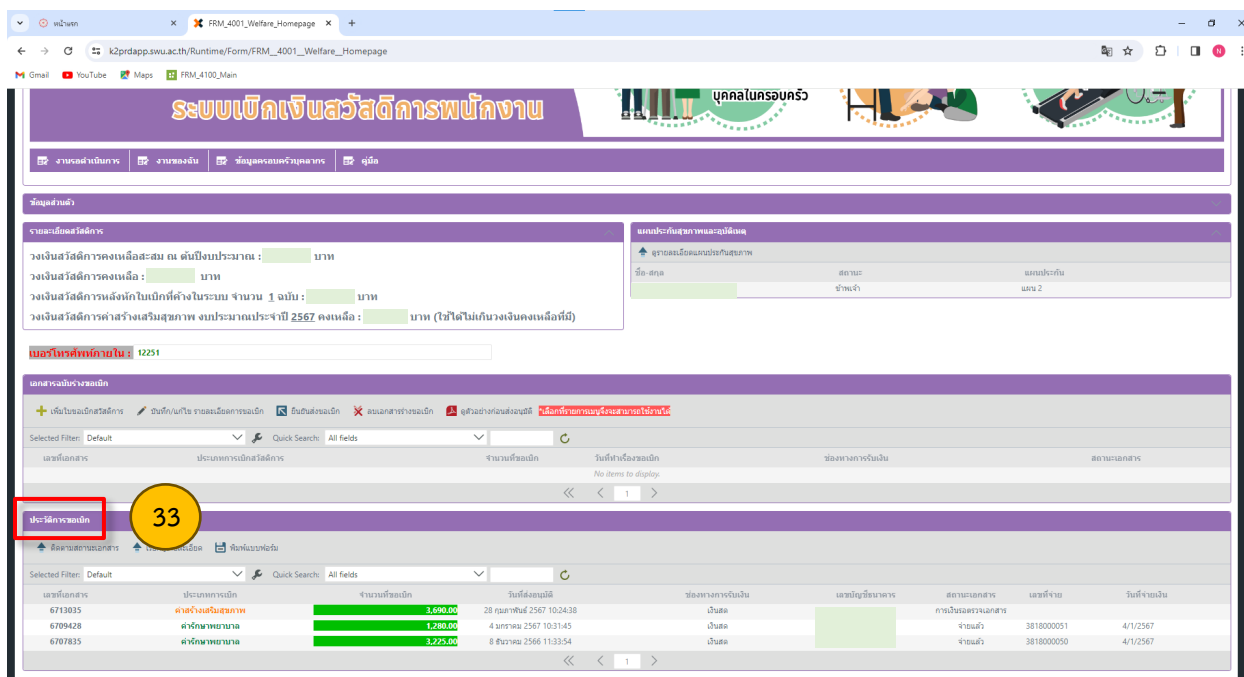 หน้าแรก
FRM_4001_Welfare_Homepage
k2prdapp.swu.ac.th/Runtime/Form/FRM__4001__Welfare__Homepage
N
Gmail YouTube Maps FRM_4100_Main
ระบบเบิกเงินสวัสดิการพนักงาน
บุคคลในครอบครัว
งานรอดำเนินการ งานของฉัน ข้อมูลครอบครัวบุคลากร คู่มือ
ข้อมูลส่วนตัว
รายละเอียดสวัสดิการ
วงเงินสวัสดิการคงเหลือสะสม ณ ต้นปีงบประมาณ : บาท
วงเงินสวัสดิการคงเหลือ : บาท
วงเงินสวัสดิการหลังหักใบเบิกที่ค้างในระบบ จำนวน 1 ฉบับ : บาท
วงเงินสวัสดิการค่าสร้างเสริมสุขภาพ งบประมาณประจำปี 2567 คงเหลือ : บาท (ใช้ได้ไม่เกินวงเงินคงเหลือที่มี)
แผนประกันสุขภาพและอุบัติเหตุ
ดูรายละเอียดแผนประกันสุขภาพ
ชื่อ-สกุล สถานะ แผนประกัน
ข้าพเจ้า แผน 2
เบอร์โทรศัพท์ภายใน : 12251
เอกสารฉบับร่างขอเบิก
เพิ่มใบขอเบิกสวัสดิการ บันทึก/แก้ไข รายละเอียดการขอเบิก ยืนยันส่งขอเบิก ลบเอกสารร่างขอเบิก ดูตัวอย่างก่อนส่งอนุมัติ *เลือกที่รายการเมนูจึงจะสามารถใช้งานได้
Selected Filter: Default Quick Search: All fields
เลขที่เอกสาร ประเภทการเบิกสวัสดิการ จำนวนที่ขอเบิก วันที่ทำเรื่องขอเบิก ช่องทางการรับเงิน สถานะเอกสาร
No items to display.
1
ประวัติการขอเบิก
33
ติดตามสถานะเอกสาร พิมพ์แบบฟอร์ม
Selected Filter: Default Quick Search: All fields
เลขที่เอกสาร ประเภทการเบิก จำนวนที่ขอเบิก วันที่ส่งอนุมัติ ช่องทางการรับเงิน เลขบัญชีธนาคาร สถานะเอกสาร เลขที่จ่าย วันที่จ่ายเงิน
6713035 ค่าสร้างเสริมสุขภาพ 3,690.00 28 กุมภาพันธ์ 2567 10:24:38 เงินสด การเงินรอตรวจเอกสาร
6709428 ค่ารักษาพยาบาล 1,280.00 4 มกราคม 2567 10:31:45 เงินสด จ่ายแล้ว 3818000051 4/1/2567
6707835 ค่ารักษาพยาบาล 3,225.00 8 ธันวาคม 2566 11:33:54 เงินสด จ่ายแล้ว 3818000050 4/1/2567
1